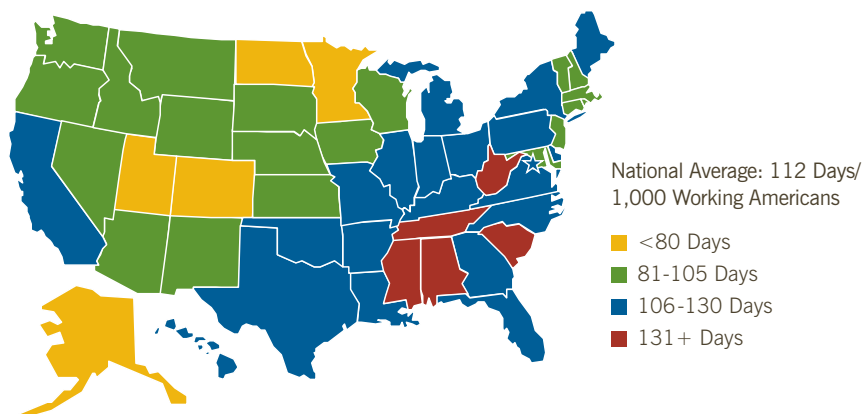 National Average: 112 Days/
1,000 Working Americans
<80 Days
81-105 Days
106-130 Days
131+ Days